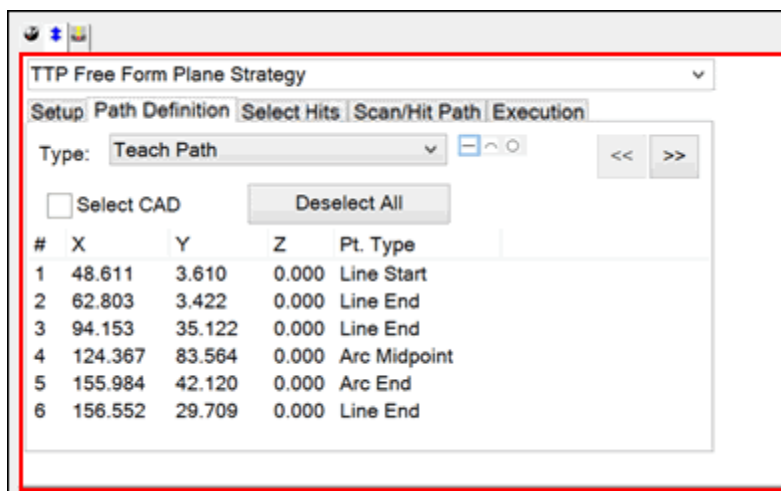 TTP Free Form Plane Strategy
Setup Path Definition Select Hits Scan/Hit Path Execution
Type: Teach Path << >>
Select CAD Deselect All
# X Y Z Pt. Type
1 48.611 3.610 0.000 Line Start
2 62.803 3.422 0.000 Line End
3 94.153 35.122 0.000 Line End
4 124.367 83.564 0.000 Arc Midpoint
5 155.984 42.120 0.000 Arc End
6 156.552 29.709 0.000 Line End